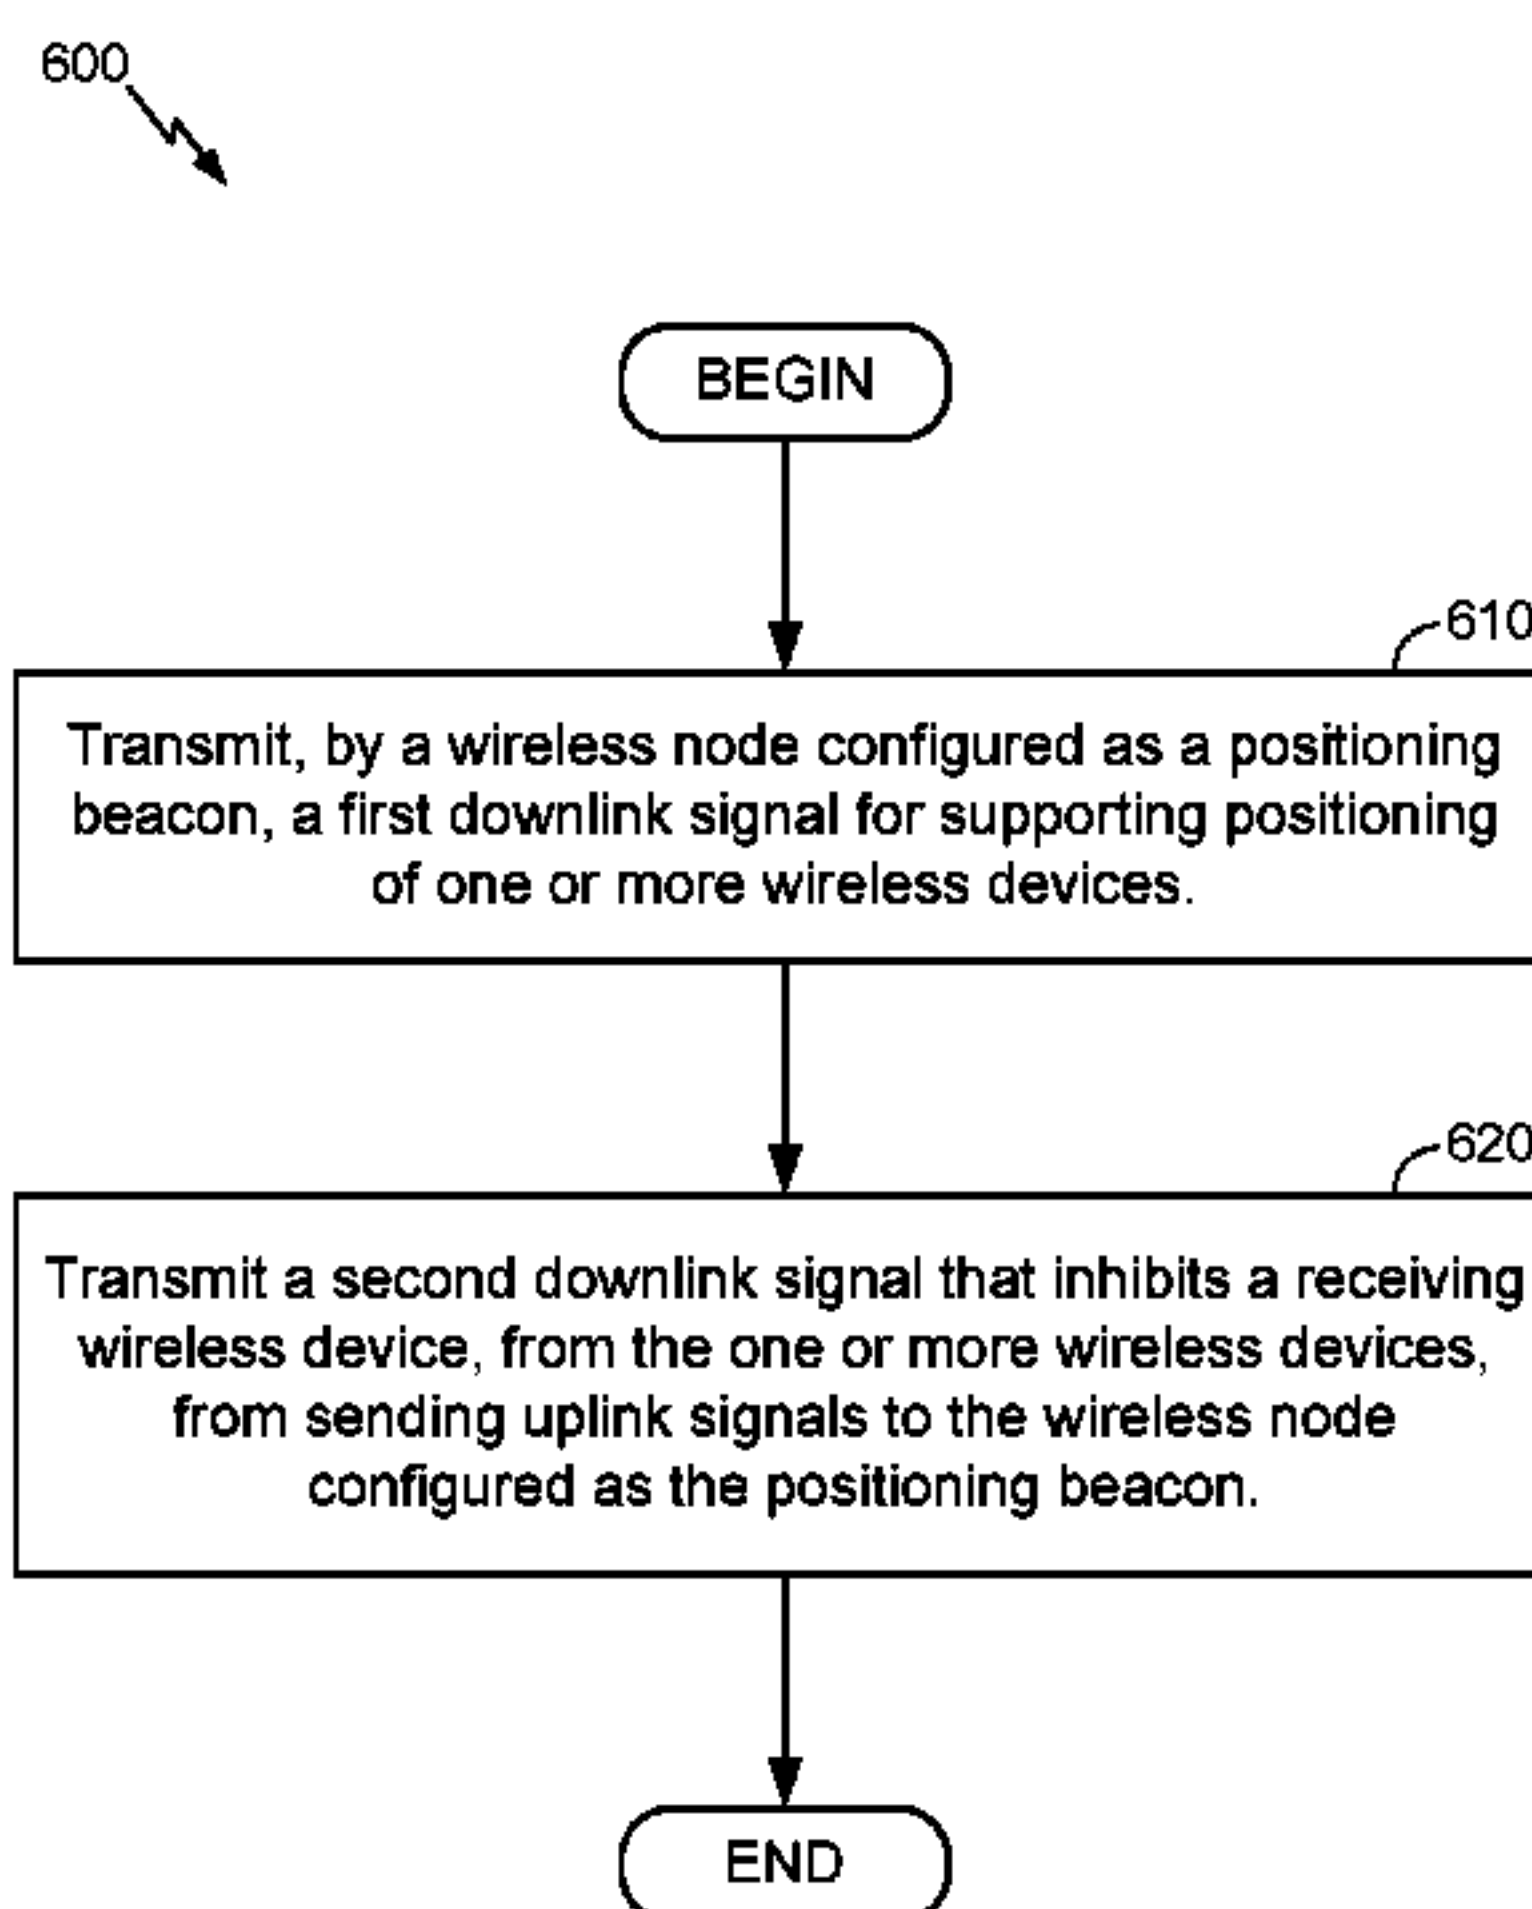 600
BEGIN
610
Transmit, by a wireless node configured as a positioning
beacon, a first downlink signal for supporting positioning
of one or more wireless devices.
620
Transmit a second downlink signal that inhibits a receiving
wireless device, from the one or more wireless devices,
from sending uplink signals to the wireless node
configured as the positioning beacon.
END